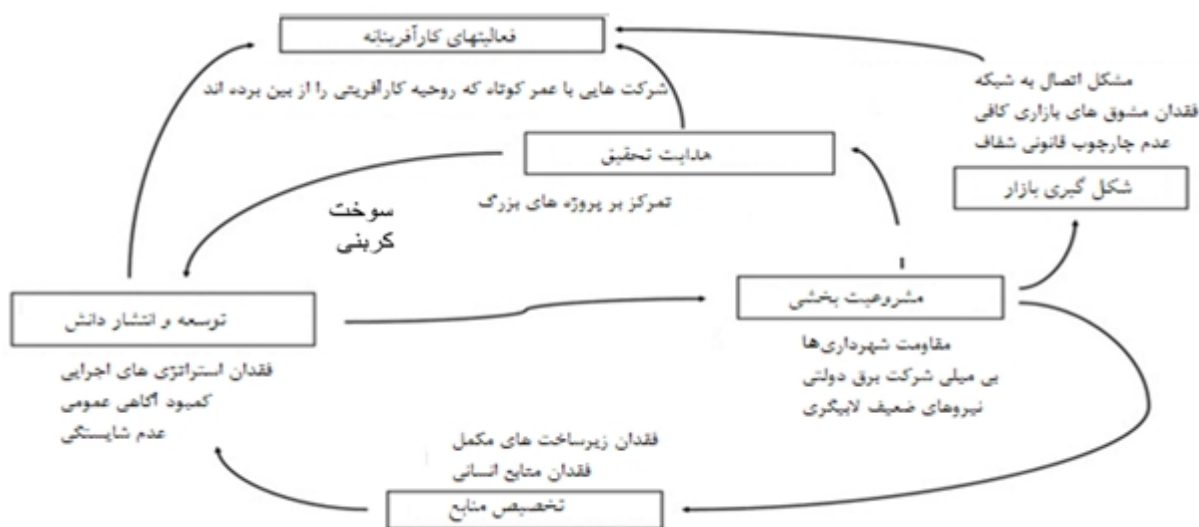 فعالیتهای کارآفرینانه
شرکت هایی با عمر کوتاه که روحیه کارآفرینی را از بین برده اند
مشکل اتصال به شبکه
فقدان مشوق های بازاری کافی
عدم چارچوب قانونی شفاف
شکل گیری بازار
هدایت تحقیق
تمرکز بر پروژه های بزرگ
سوخت
کربنی
مشروعیت بخشی
مقاومت شهرداری‌ها
بی میلی شرکت برق دولتی
نیروهای ضعیف لابیگری
توسعه و انتشار دانش
فقدان استراتژی های اجرایی
کمبود آگاهی عمومی
عدم شایستگی
فقدان زیرساخت های مکمل
فقدان منابع انسانی
تخصیص منابع